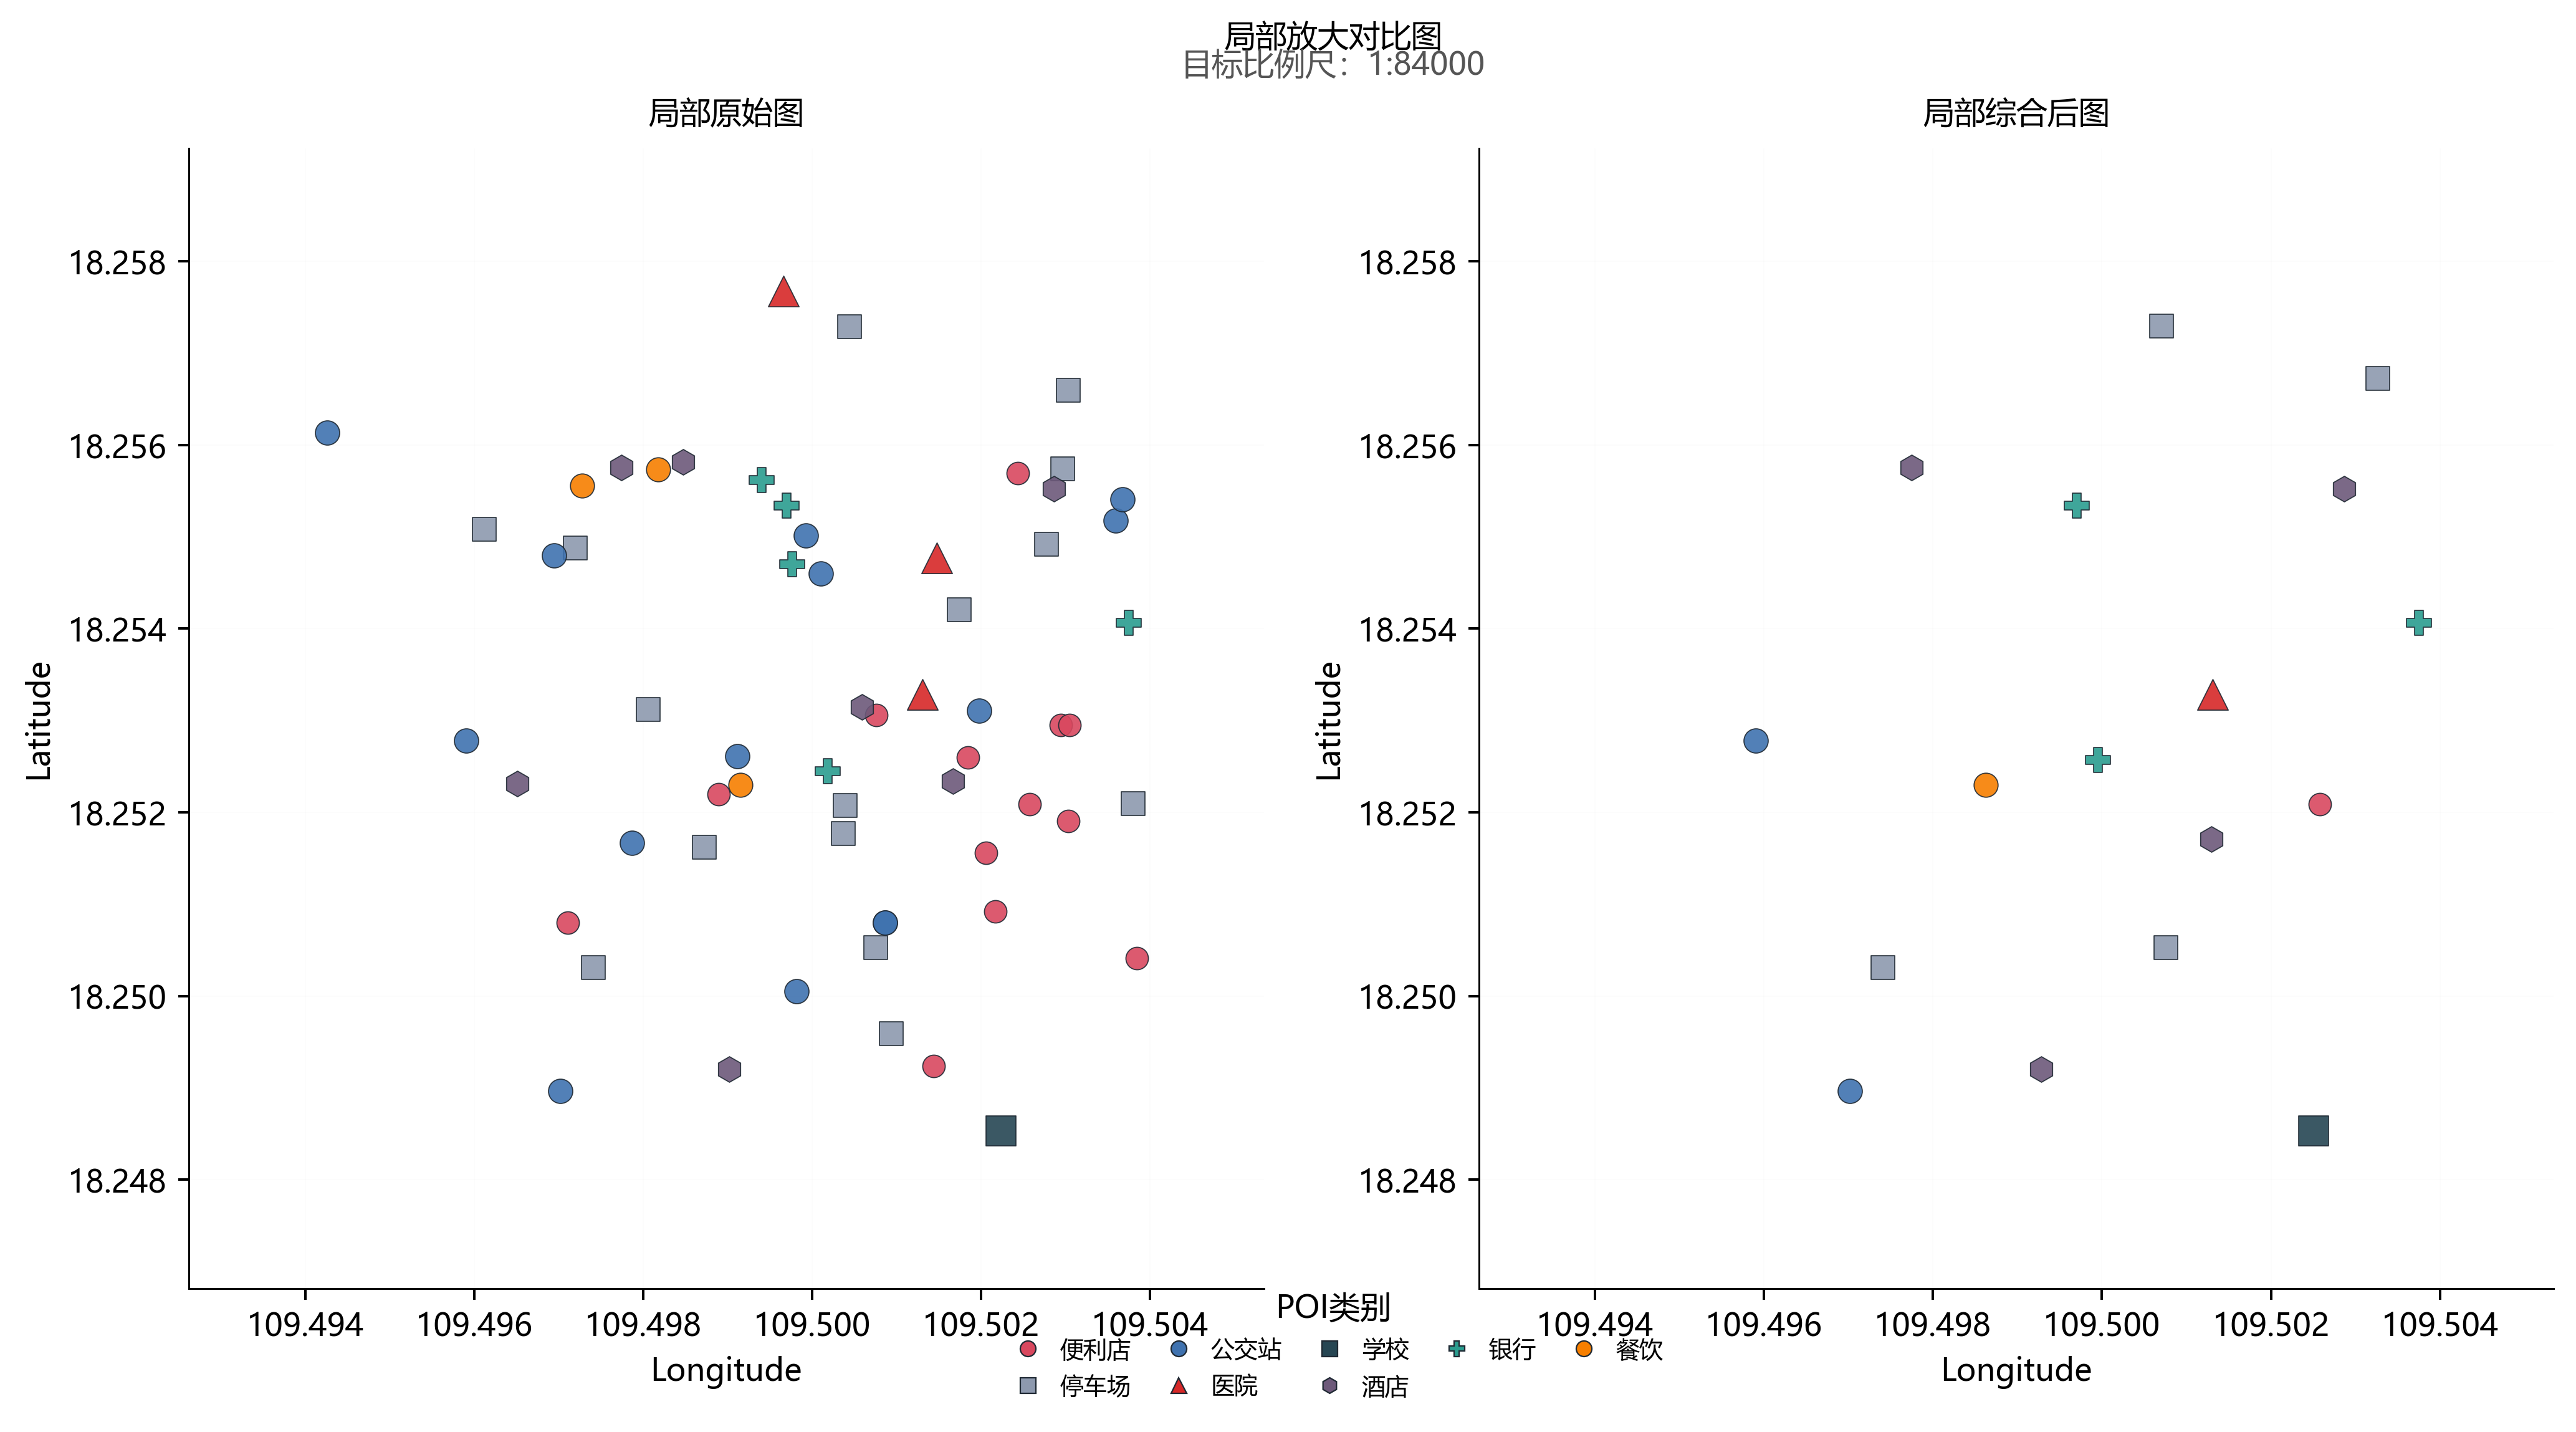 局部放大对比图
目标比例尺：1:84000
局部原始图
局部综合后图
Latitude
18.258
18.256
18.254
18.252
18.250
18.248
109.494 109.496 109.498 109.500 109.502 109.504
Longitude
Latitude
18.258
18.256
18.254
18.252
18.250
18.248
109.494 109.496 109.498 109.500 109.502 109.504
Longitude
POI类别
便利店 公交站 学校 银行 餐饮
停车场 医院 酒店